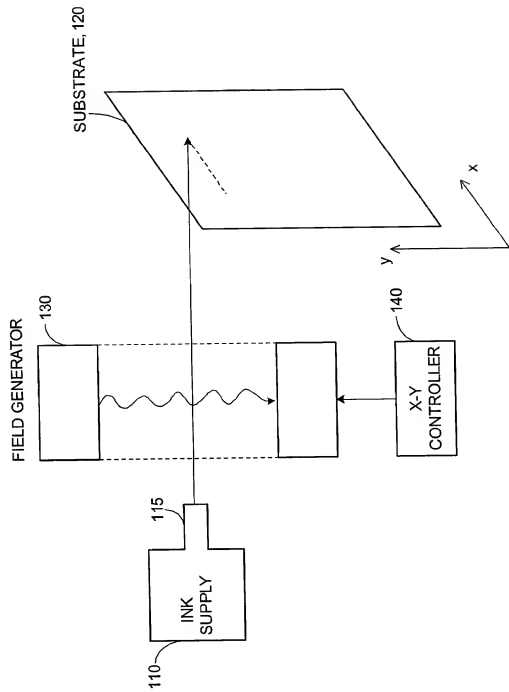 SUBSTRATE, 120
FIELD GENERATOR
130
115
INK
SUPPLY
110
140
X-Y
CONTROLLER
y
x